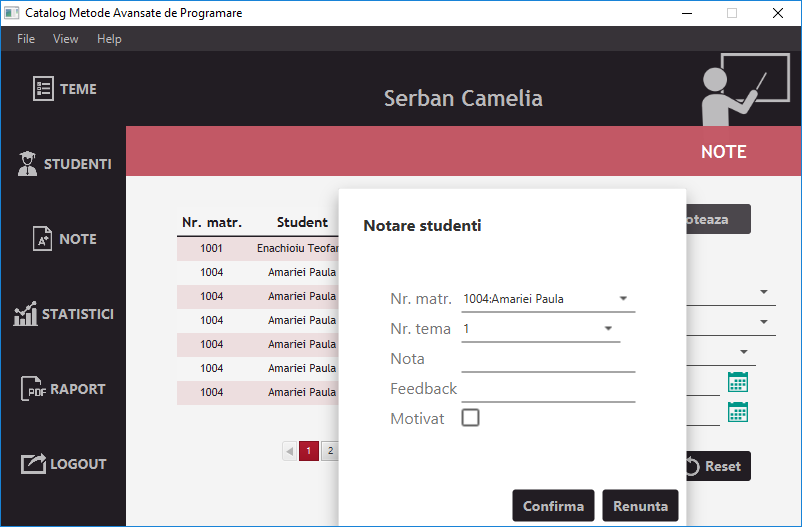 Catalog Metode Avansate de Programare
File View Help
TEME
STUDENTI
NOTE
STATISTICI
PDF RAPORT
LOGOUT
Serban Camelia
NOTE
Nr. matr. Student
1001 Enachioiu Teofan
1004 Amariei Paula
1004 Amariei Paula
1004 Amariei Paula
1004 Amariei Paula
1004 Amariei Paula
1004 Amariei Paula
1 2
Notare studenti
Nr. matr. 1004:Amariei Paula
Nr. tema 1
Nota
Feedback
Motivat
Confirma Renunta
oteaza
Reset